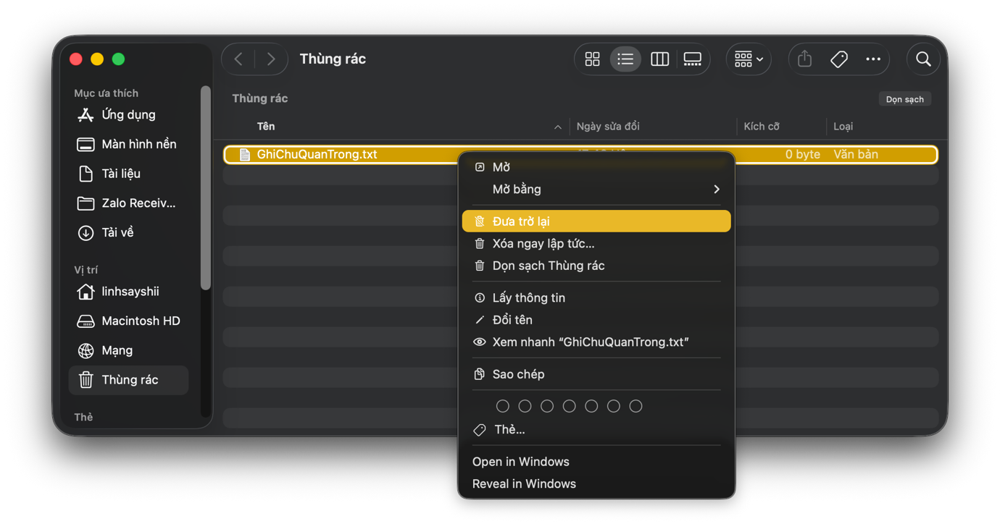 Thùng rác
Mục ưa thích
Ứng dụng
Màn hình nền
Tài liệu
Zalo Receiv...
Tải về
Vị trí
linhsayshii
Macintosh HD
Mạng
Thùng rác
Thẻ
Thùng rác
Dọn sạch
Tên
Ngày sửa đổi
Kích cỡ
Loại
GhiChuQuanTrong.txt
0 byte
Văn bản
Mở
Mở bằng
Đưa trở lại
Xóa ngay lập tức...
Dọn sạch Thùng rác
Lấy thông tin
Đổi tên
Xem nhanh “GhiChuQuanTrong.txt”
Sao chép
Thẻ...
Open in Windows
Reveal in Windows